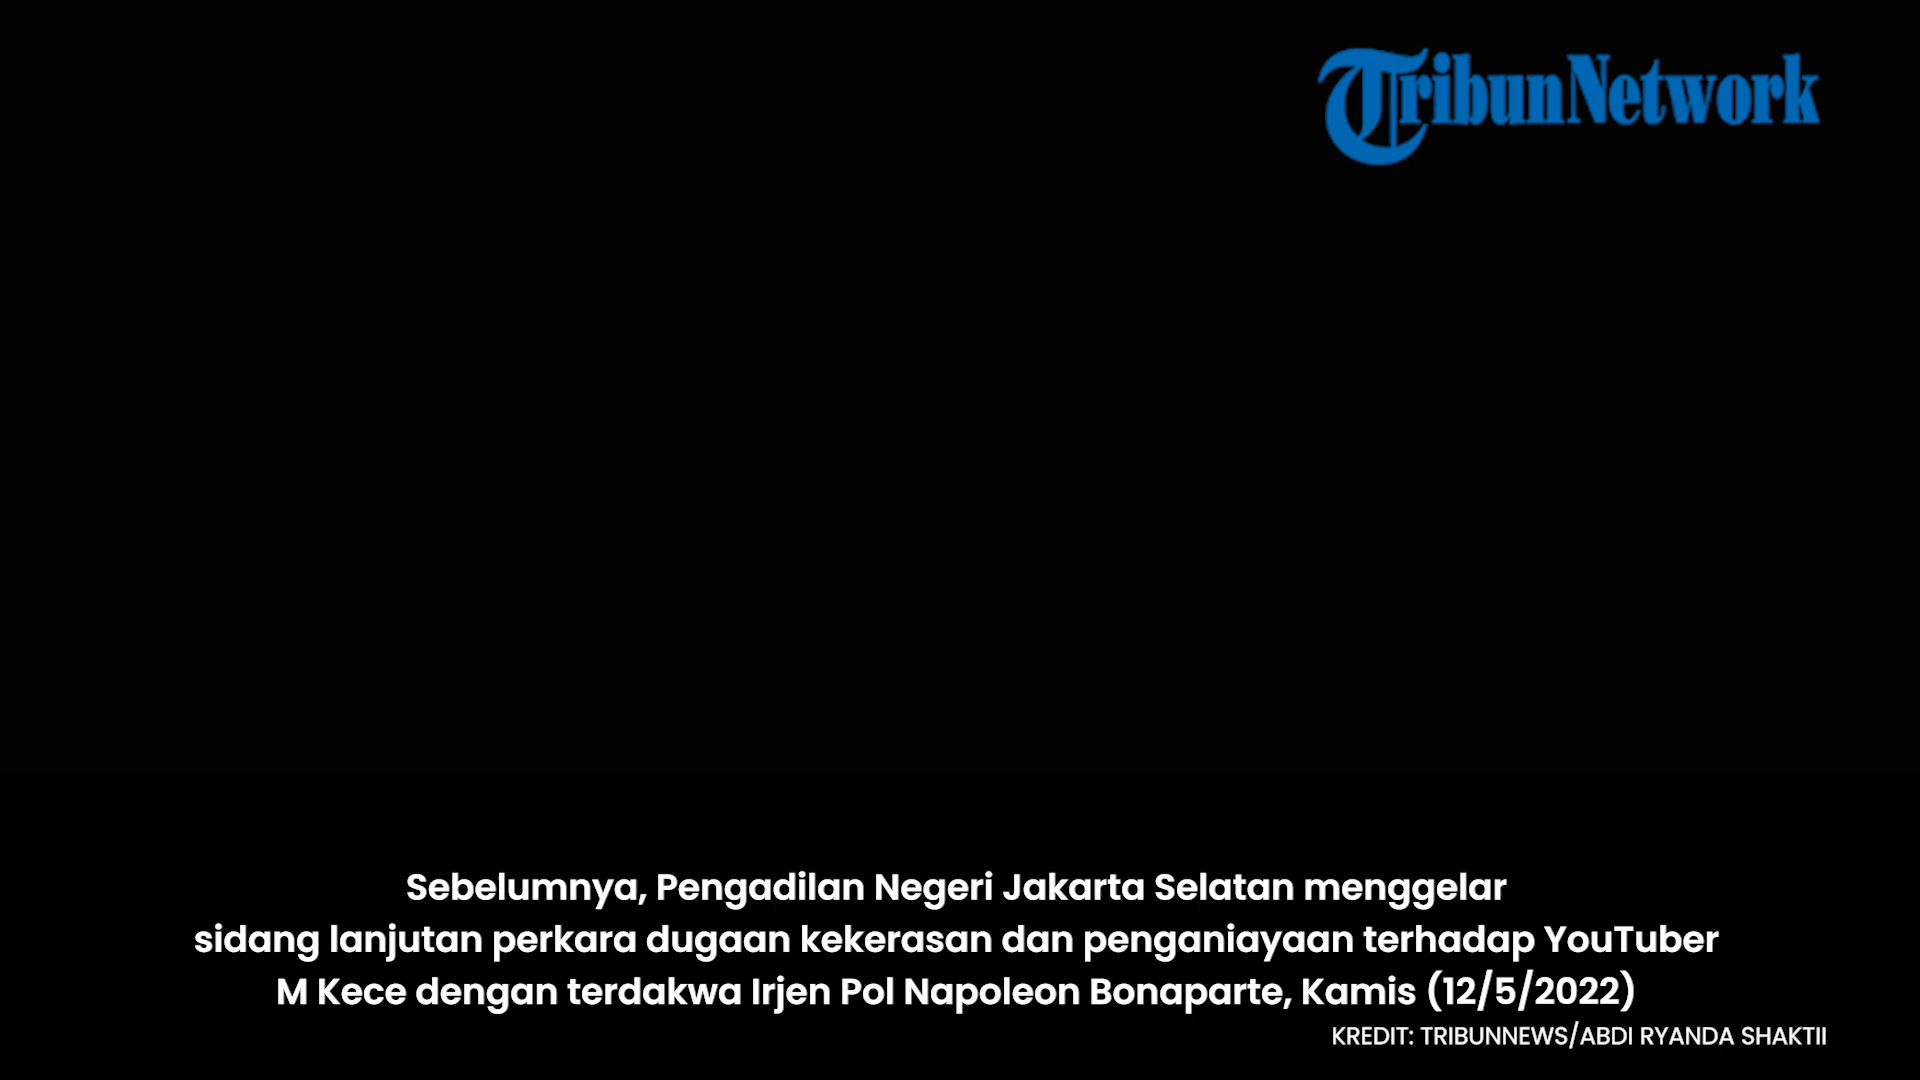 TribunNetwork
Sebelumnya, Pengadilan Negeri Jakarta Selatan menggelar
sidang lanjutan perkara dugaan kekerasan dan penganiayaan terhadap YouTuber
M Kece dengan terdakwa Irjen Pol Napoleon Bonaparte, Kamis (12/5/2022)
KREDIT: TRIBUNNEWS/ABDI RYANDA SHAKTII